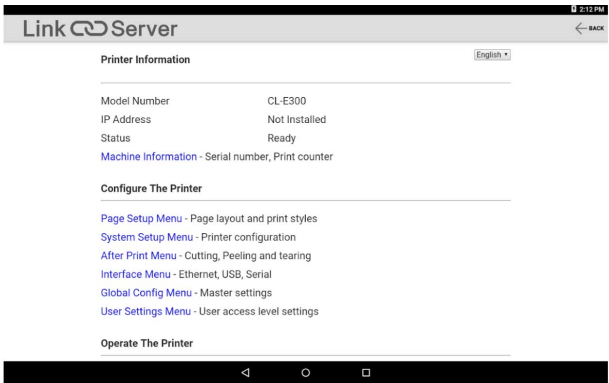 2:12 PM
Link Server
BACK
Printer Information
English
Model Number CL-E300
IP Address Not Installed
Status Ready
Machine Information - Serial number, Print counter
Configure The Printer
Page Setup Menu - Page layout and print styles
System Setup Menu - Printer configuration
After Print Menu - Cutting, Peeling and tearing
Interface Menu - Ethernet, USB, Serial
Global Config Menu - Master settings
User Settings Menu - User access level settings
Operate The Printer